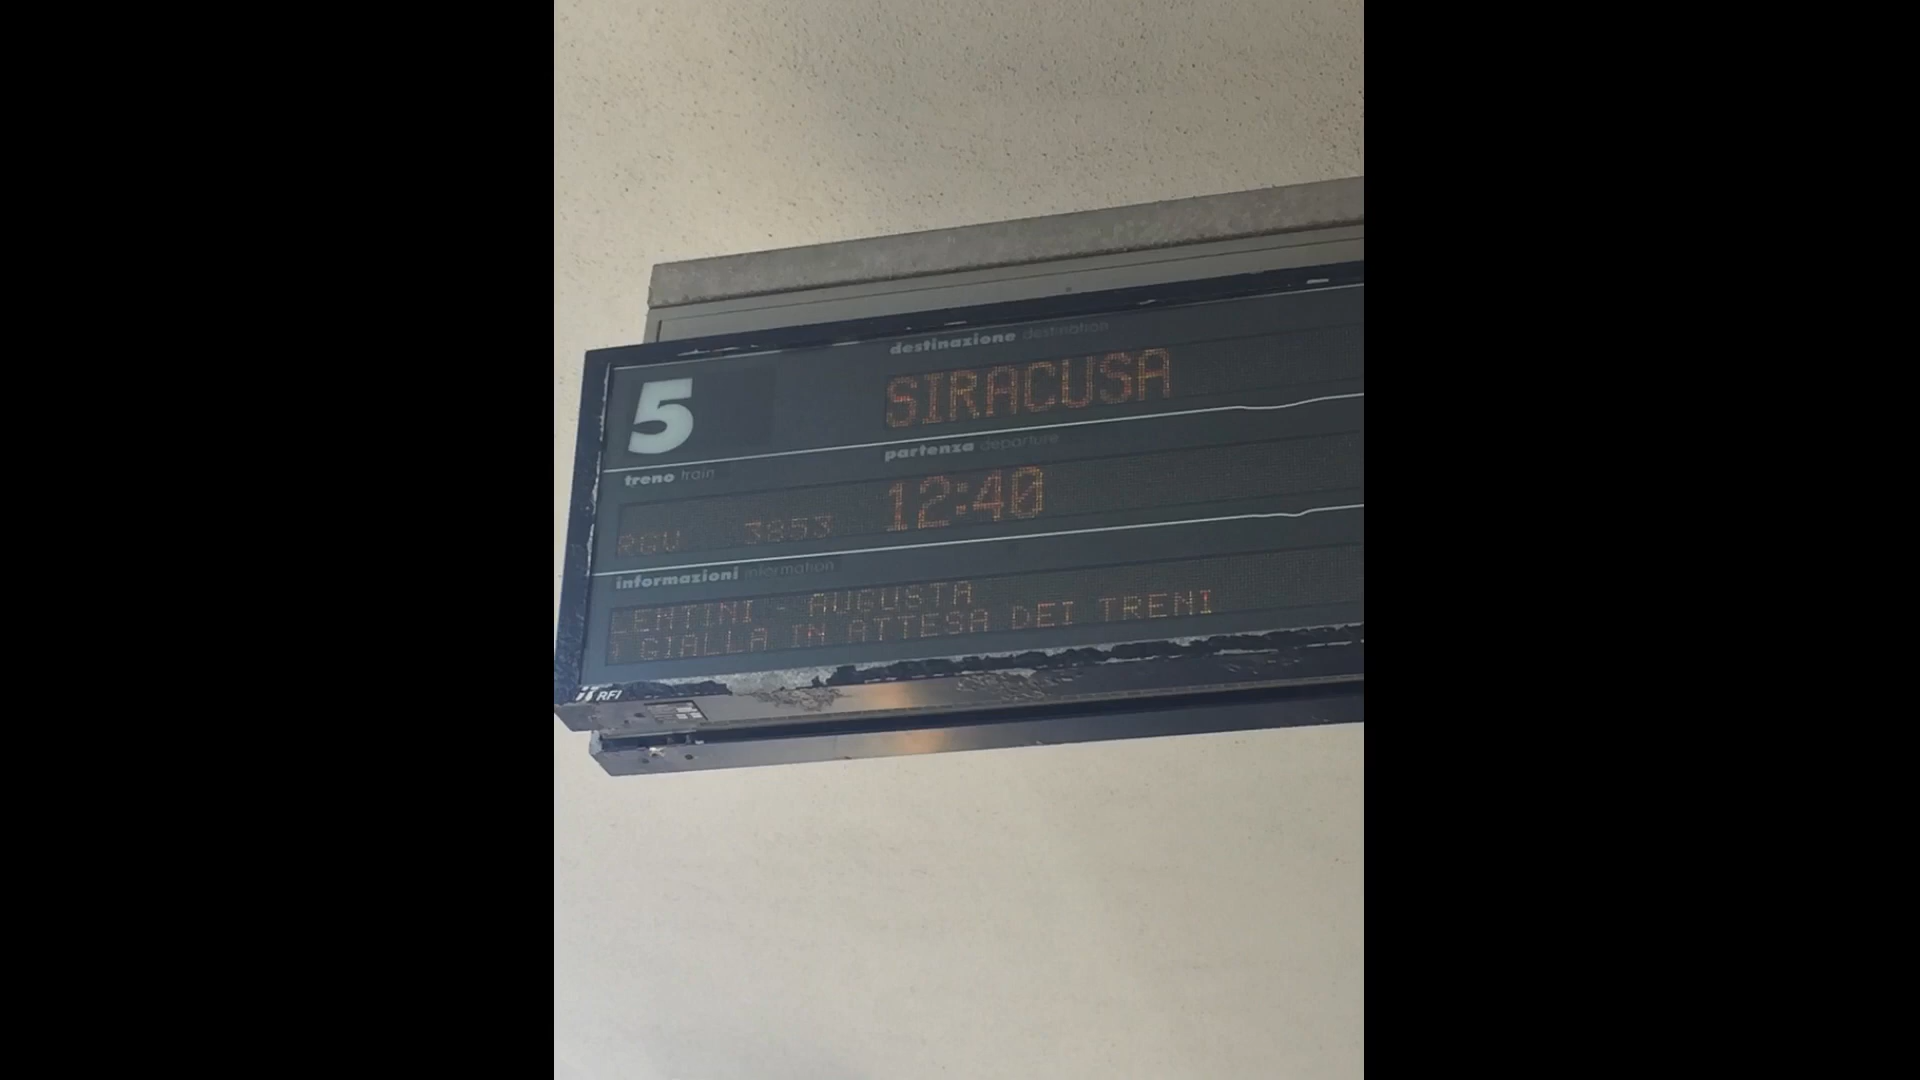 destinazione destination
5 SIRACUSA
partenza departure
treno train
12:40
RGV 3853
informazioni information
LENTINI - AUGUSTA
GIALLA IN ATTESA DEI TRENI
RFI